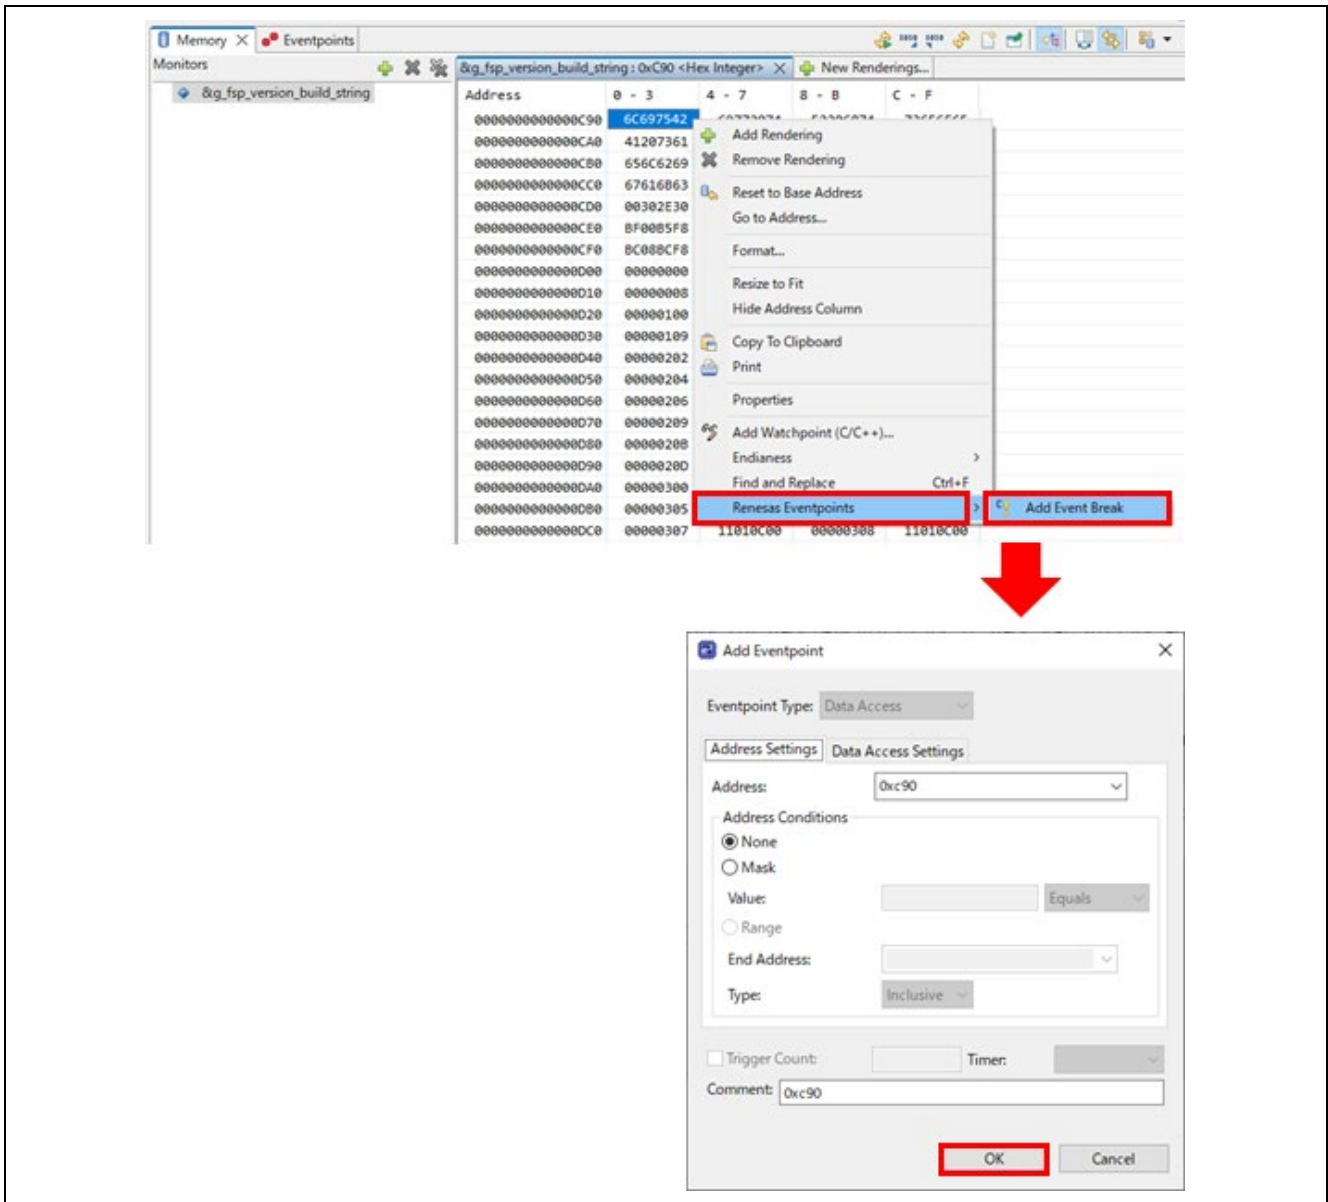 Memory Eventpoints
Monitors &g_fsp_version_build_string : 0xC90 <Hex Integer> New Renderings...
&g_fsp_version_build_string
Address 0 - 3 4 - 7 8 - B C - F
0000000000000C90 6C697542
0000000000000CA0 41207361
0000000000000CB0 656C6269
0000000000000CC0 67616863
0000000000000CD0 00302E30
0000000000000CE0 BF00B5F8
0000000000000CF0 BC08BCF8
0000000000000D00 00000000
0000000000000D10 00000008
0000000000000D20 00000100
0000000000000D30 00000109
0000000000000D40 00000202
0000000000000D50 00000204
0000000000000D60 00000206
0000000000000D70 00000209
0000000000000D80 0000020B
0000000000000D90 0000020D
0000000000000DA0 00000300
0000000000000DB0 00000305
0000000000000DC0 00000307 11010C00 00000308 11010C00
Add Rendering
Remove Rendering
Reset to Base Address
Go to Address...
Format...
Resize to Fit
Hide Address Column
Copy To Clipboard
Print
Properties
Add Watchpoint (C/C++)...
Endianess
Find and Replace Ctrl+F
Renesas Eventpoints
Add Event Break
Add Eventpoint
Eventpoint Type: Data Access
Address Settings Data Access Settings
Address: 0xc90
Address Conditions
None
Mask
Value: Equals
Range
End Address:
Type: Inclusive
Trigger Count: Timer:
Comment: 0xc90
OK Cancel